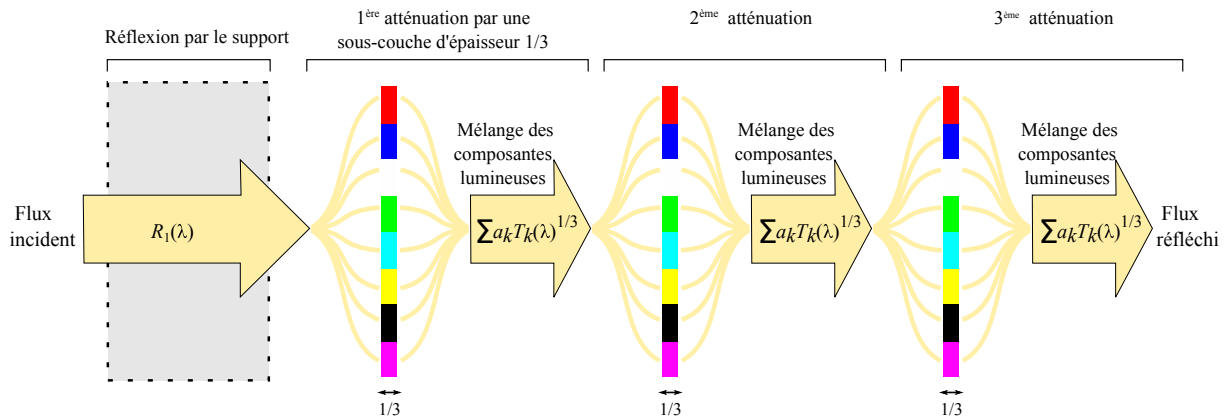 Réflexion par le support
1ère atténuation par une
sous-couche d'épaisseur 1/3
2ème atténuation
3ème atténuation
Flux
incident
R1(λ)
Mélange des
composantes
lumineuses
∑akTk(λ)1/3
Mélange des
composantes
lumineuses
∑akTk(λ)1/3
Mélange des
composantes
lumineuses
∑akTk(λ)1/3
Flux
réfléchi
1/3
1/3
1/3